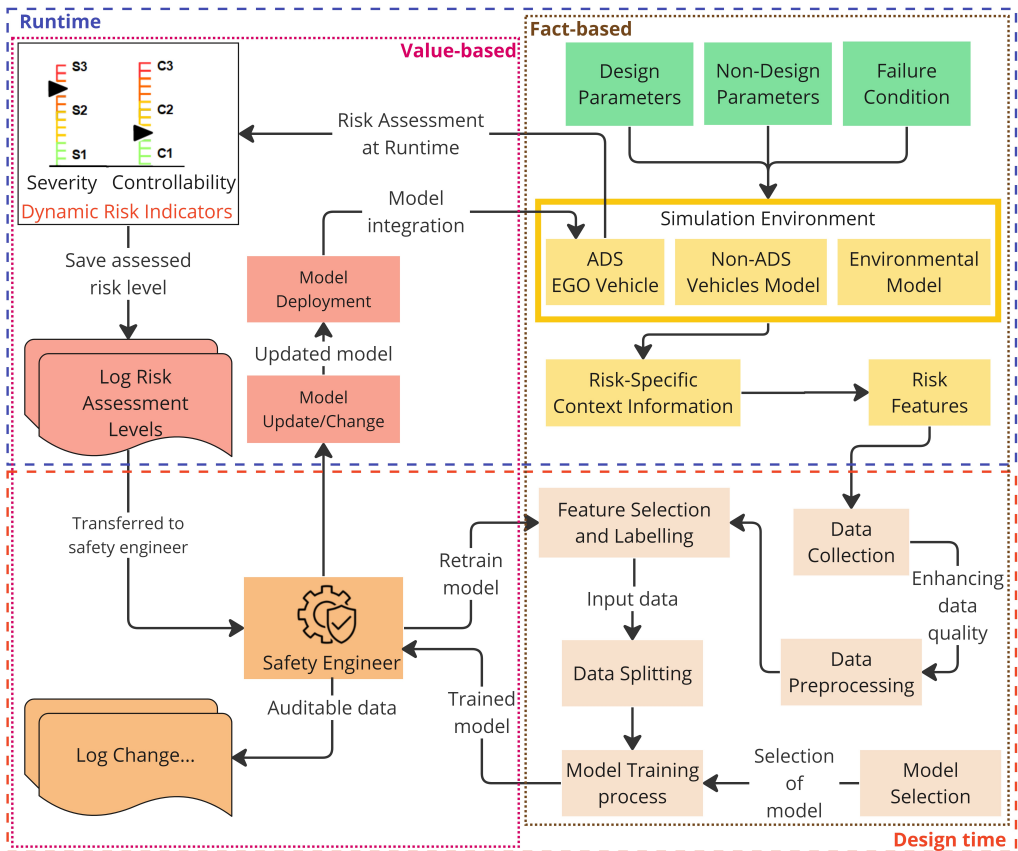 Runtime
Value-based
Fact-based
S3
S2
S1
C3
C2
C1
Severity
Controllability
Dynamic Risk Indicators
Risk Assessment
at Runtime
Design
Parameters
Non-Design
Parameters
Failure
Condition
Model
integration
Simulation Environment
ADS
EGO Vehicle
Non-ADS
Vehicles Model
Environmental
Model
Save assessed
risk level
Model
Deployment
Updated model
Log Risk
Assessment
Levels
Model
Update/Change
Risk-Specific
Context Information
Risk
Features
Transferred to
safety engineer
Retrain
model
Feature Selection
and Labelling
Data
Collection
Enhancing
data
quality
Input data
Safety Engineer
Data Splitting
Data
Preprocessing
Auditable data
Trained
model
Log Change...
Model Training
process
Selection
of
model
Model
Selection
Design time